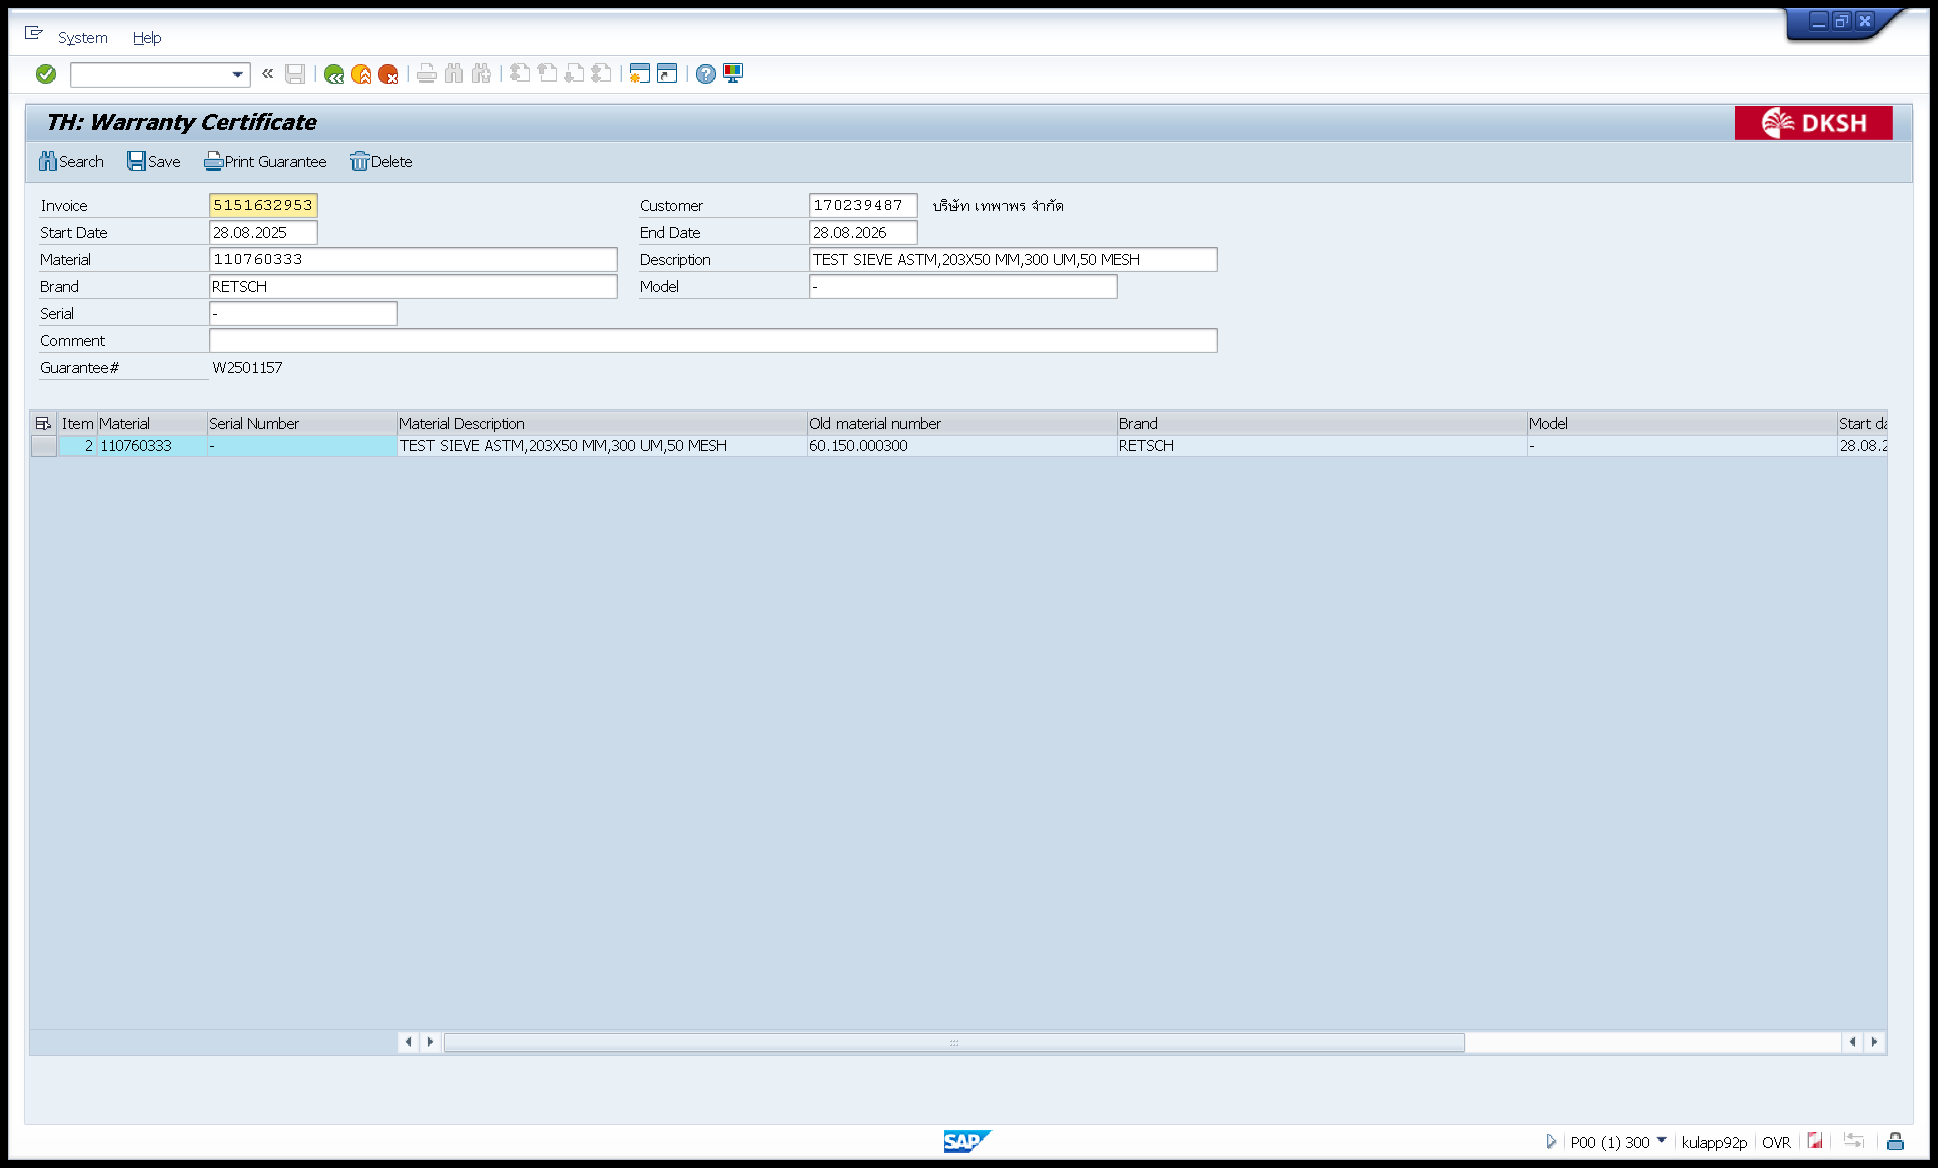 System Help
TH: Warranty Certificate
DKSH
Search Save Print Guarantee Delete
Invoice 5151632953 Customer 170239487 บริษัท เทพาพร จำกัด
Start Date 28.08.2025 End Date 28.08.2026
Material 110760333 Description TEST SIEVE ASTM,203X50 MM,300 UM,50 MESH
Brand RETSCH Model -
Serial -
Comment
Guarantee# W2501157
Item Material Serial Number Material Description Old material number Brand Model Start da
2 110760333 - TEST SIEVE ASTM,203X50 MM,300 UM,50 MESH 60.150.000300 RETSCH - 28.08.2
SAP P00 (1) 300 kulapp92p OVR